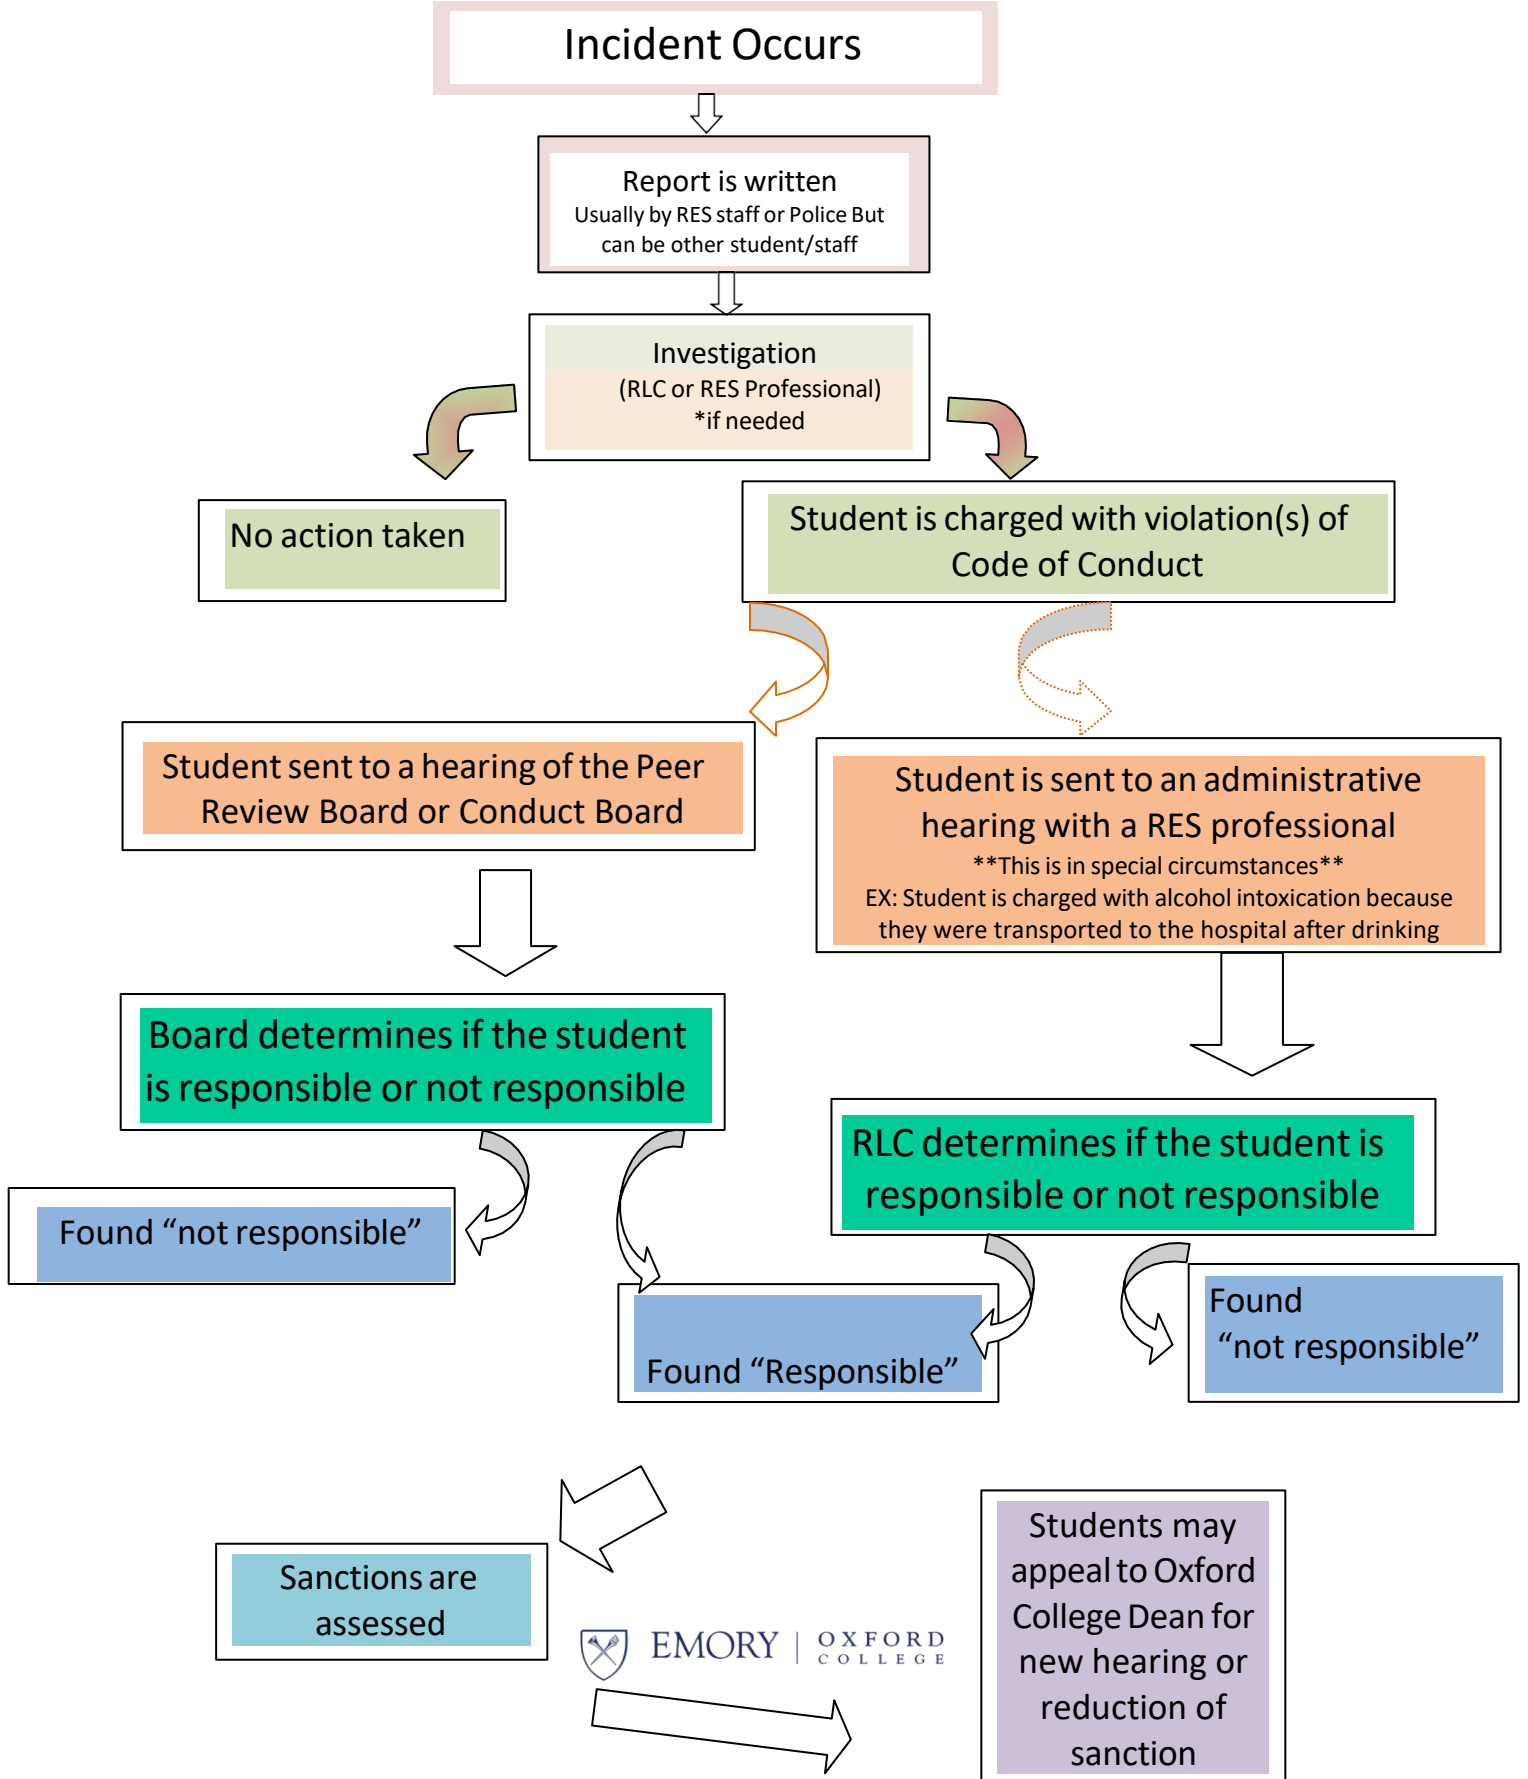 Incident Occurs
Report is written
Usually by RES staff or Police But
can be other student/staff
Investigation
(RLC or RES Professional)
*if needed
No action taken
Student is charged with violation(s) of
Code of Conduct
Student sent to a hearing of the Peer
Review Board or Conduct Board
Student is sent to an administrative
hearing with a RES professional
**This is in special circumstances**
EX: Student is charged with alcohol intoxication because
they were transported to the hospital after drinking
Board determines if the student
is responsible or not responsible
RLC determines if the student is
responsible or not responsible
Found “not responsible”
Found “Responsible”
Found
“not responsible”
Sanctions are
assessed
EMORY | OXFORD
COLLEGE
Students may
appeal to Oxford
College Dean for
new hearing or
reduction of
sanction